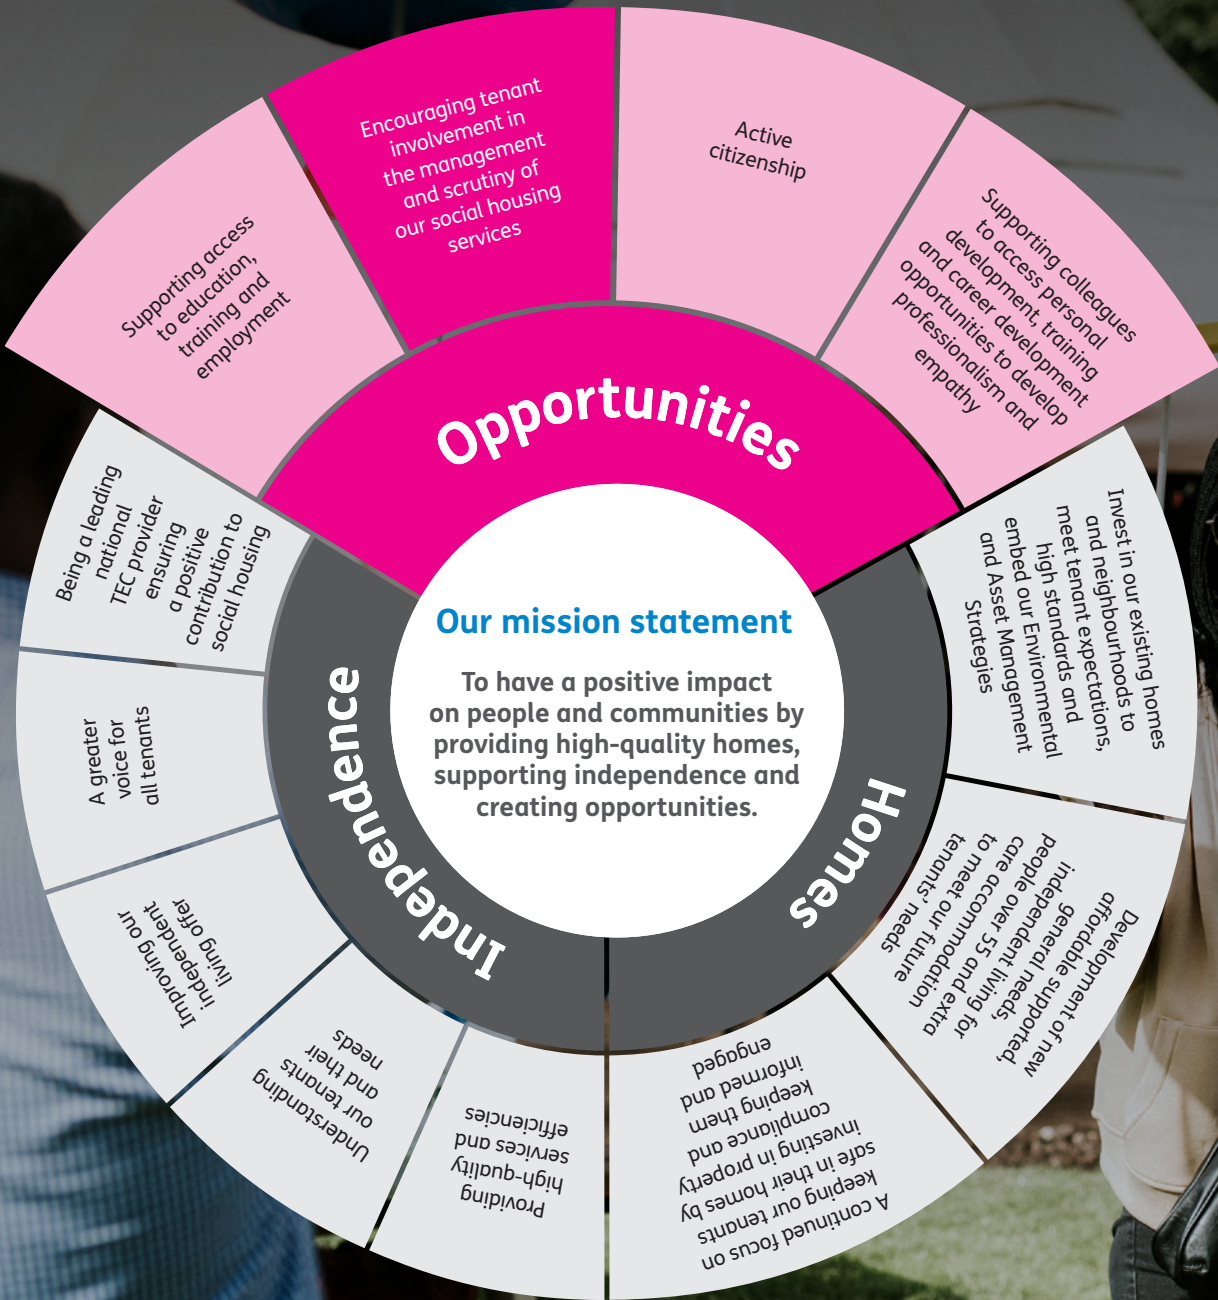 Our mission statement
To have a positive impact
on people and communities by
providing high-quality homes,
supporting independence and
creating opportunities.
Opportunities
Supporting access
to education,
training and
employment
Encouraging tenant
involvement in
the management
and scrutiny of
our social housing
services
Active
citizenship
Supporting colleagues
to access personal
development, training
and career development
opportunities to develop
professionalism and
empathy
Homes
Invest in our existing homes
and neighbourhoods to
meet tenant expectations,
high standards and
embed our Environmental
and Asset Management
Strategies
Development of new
affordable supported,
general needs,
independent living for
people over 55 and extra
care accommodation
to meet our future
tenants' needs
A continued focus on
keeping our tenants
safe in their homes by
investing in property
compliance and
keeping them
informed and
engaged
Independence
Providing
high-quality
services and
efficiencies
Understanding
our tenants
and their
needs
Improving our
independent
living offer
A greater
voice for
all tenants
Being a leading
national
TEC provider
ensuring
a positive
contribution to
social housing